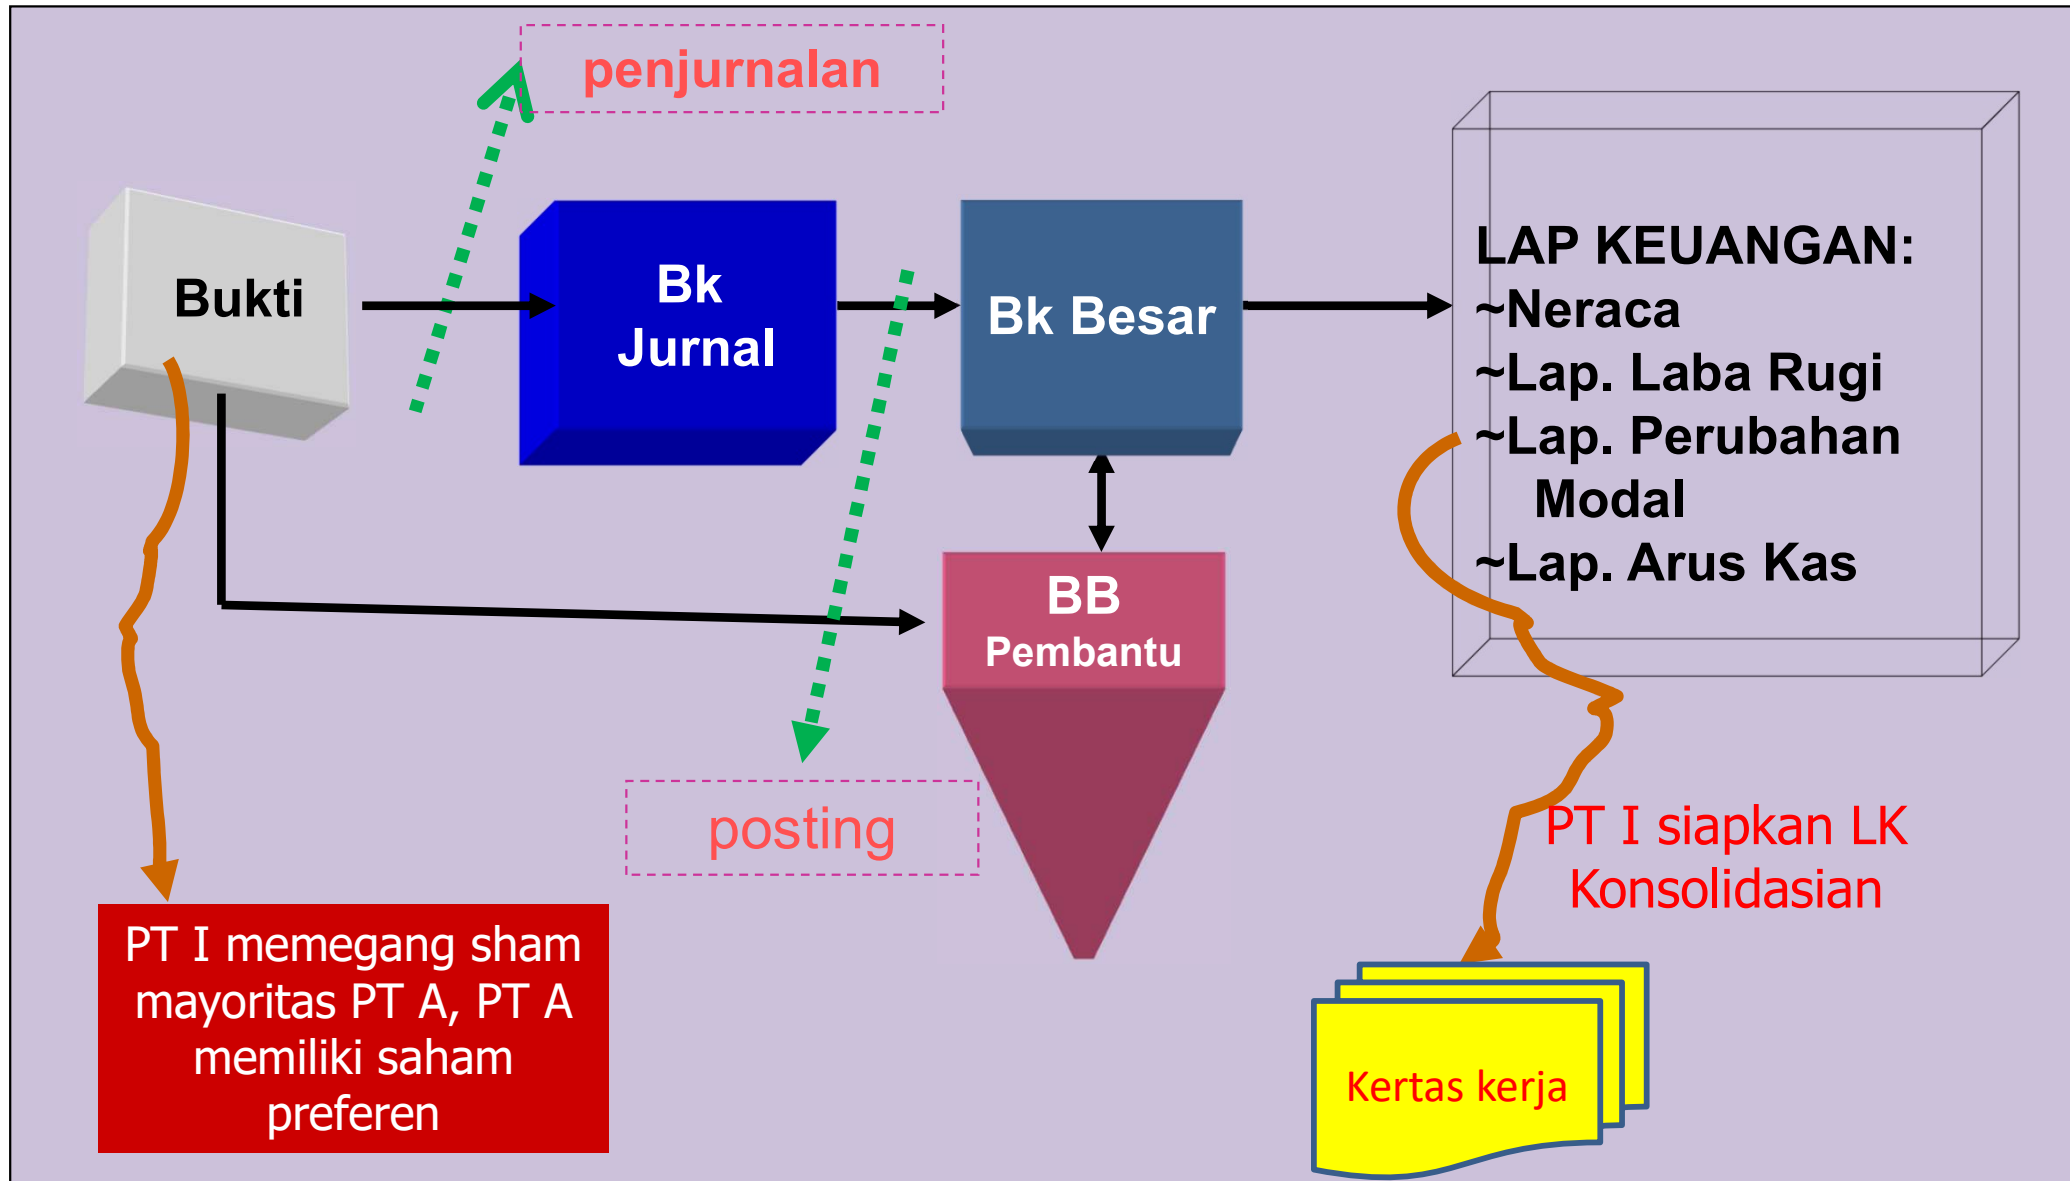 penjurnalan
Bukti
Bk
Jurnal
Bk Besar
LAP KEUANGAN:
~Neraca
~Lap. Laba Rugi
~Lap. Perubahan
Modal
~Lap. Arus Kas
BB
Pembantu
posting
PT I memegang sham
mayoritas PT A, PT A
memiliki saham
preferen
PT I siapkan LK
Konsolidasian
Kertas kerja